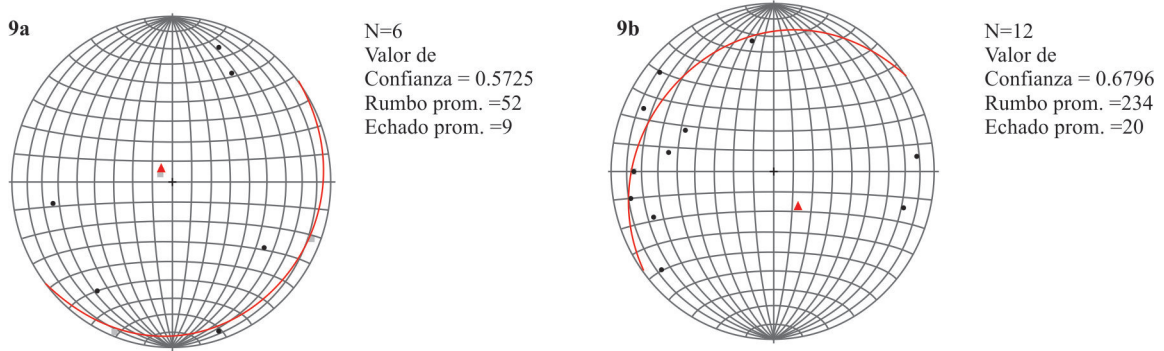 9a
N=6
Valor de
Confianza = 0.5725
Rumbo prom. =52
Echado prom. =9
9b
N=12
Valor de
Confianza = 0.6796
Rumbo prom. =234
Echado prom. =20